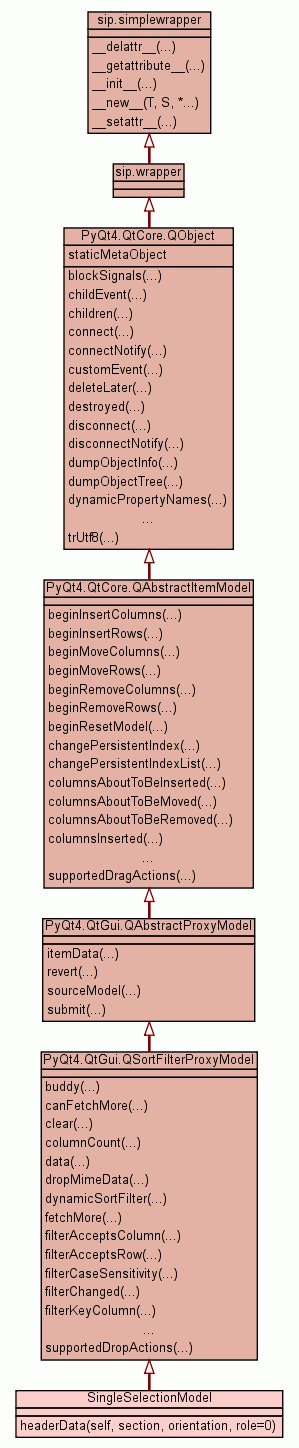 sip.simplewrapper
__delattr__(...)
__getattribute__(...)
__init__(...)
__new__(T, S, *...)
__setattr__(...)
sip.wrapper
PyQt4.QtCore.QObject
staticMetaObject
blockSignals(...)
childEvent(...)
children(...)
connect(...)
connectNotify(...)
customEvent(...)
deleteLater(...)
destroyed(...)
disconnect(...)
disconnectNotify(...)
dumpObjectInfo(...)
dumpObjectTree(...)
dynamicPropertyNames(...)
...
trUtf8(...)
PyQt4.QtCore.QAbstractItemModel
beginInsertColumns(...)
beginInsertRows(...)
beginMoveColumns(...)
beginMoveRows(...)
beginRemoveColumns(...)
beginRemoveRows(...)
beginResetModel(...)
changePersistentIndex(...)
changePersistentIndexList(...)
columnsAboutToBeInserted(...)
columnsAboutToBeMoved(...)
columnsAboutToBeRemoved(...)
columnsInserted(...)
...
supportedDragActions(...)
PyQt4.QtGui.QAbstractProxyModel
itemData(...)
revert(...)
sourceModel(...)
submit(...)
PyQt4.QtGui.QSortFilterProxyModel
buddy(...)
canFetchMore(...)
clear(...)
columnCount(...)
data(...)
dropMimeData(...)
dynamicSortFilter(...)
fetchMore(...)
filterAcceptsColumn(...)
filterAcceptsRow(...)
filterCaseSensitivity(...)
filterChanged(...)
filterKeyColumn(...)
...
supportedDropActions(...)
SingleSelectionModel
headerData(self, section, orientation, role=0)